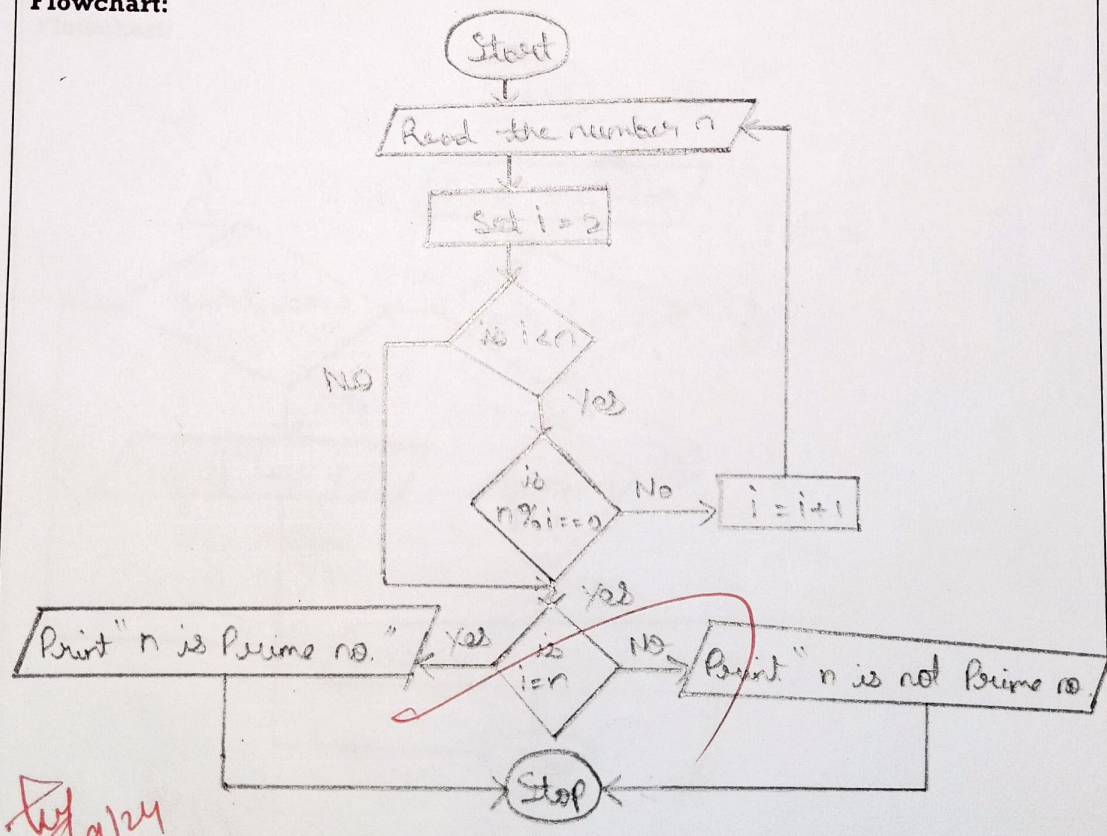 Flowchart:
Start
Read the number n
Set i = 2
is i<n
No
Yes
is
n%i==0
No
i = i+1
Yes
Print "n is Prime no."
Yes
is
i=n
No
Print "n is not Prime no.
Stop